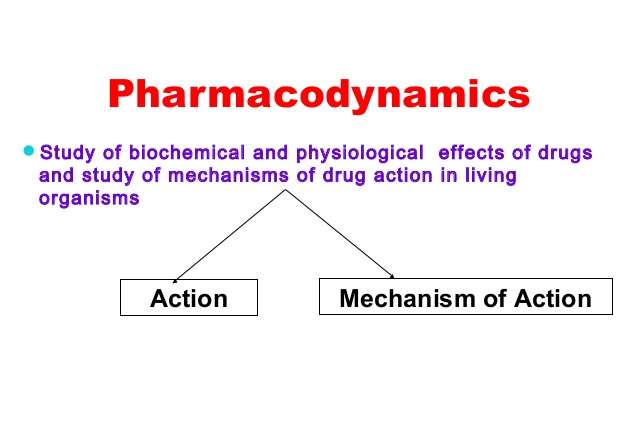 Pharmacodynamics
Study of biochemical and physiological effects of drugs
and study of mechanisms of drug action in living
organisms
Action
Mechanism of Action